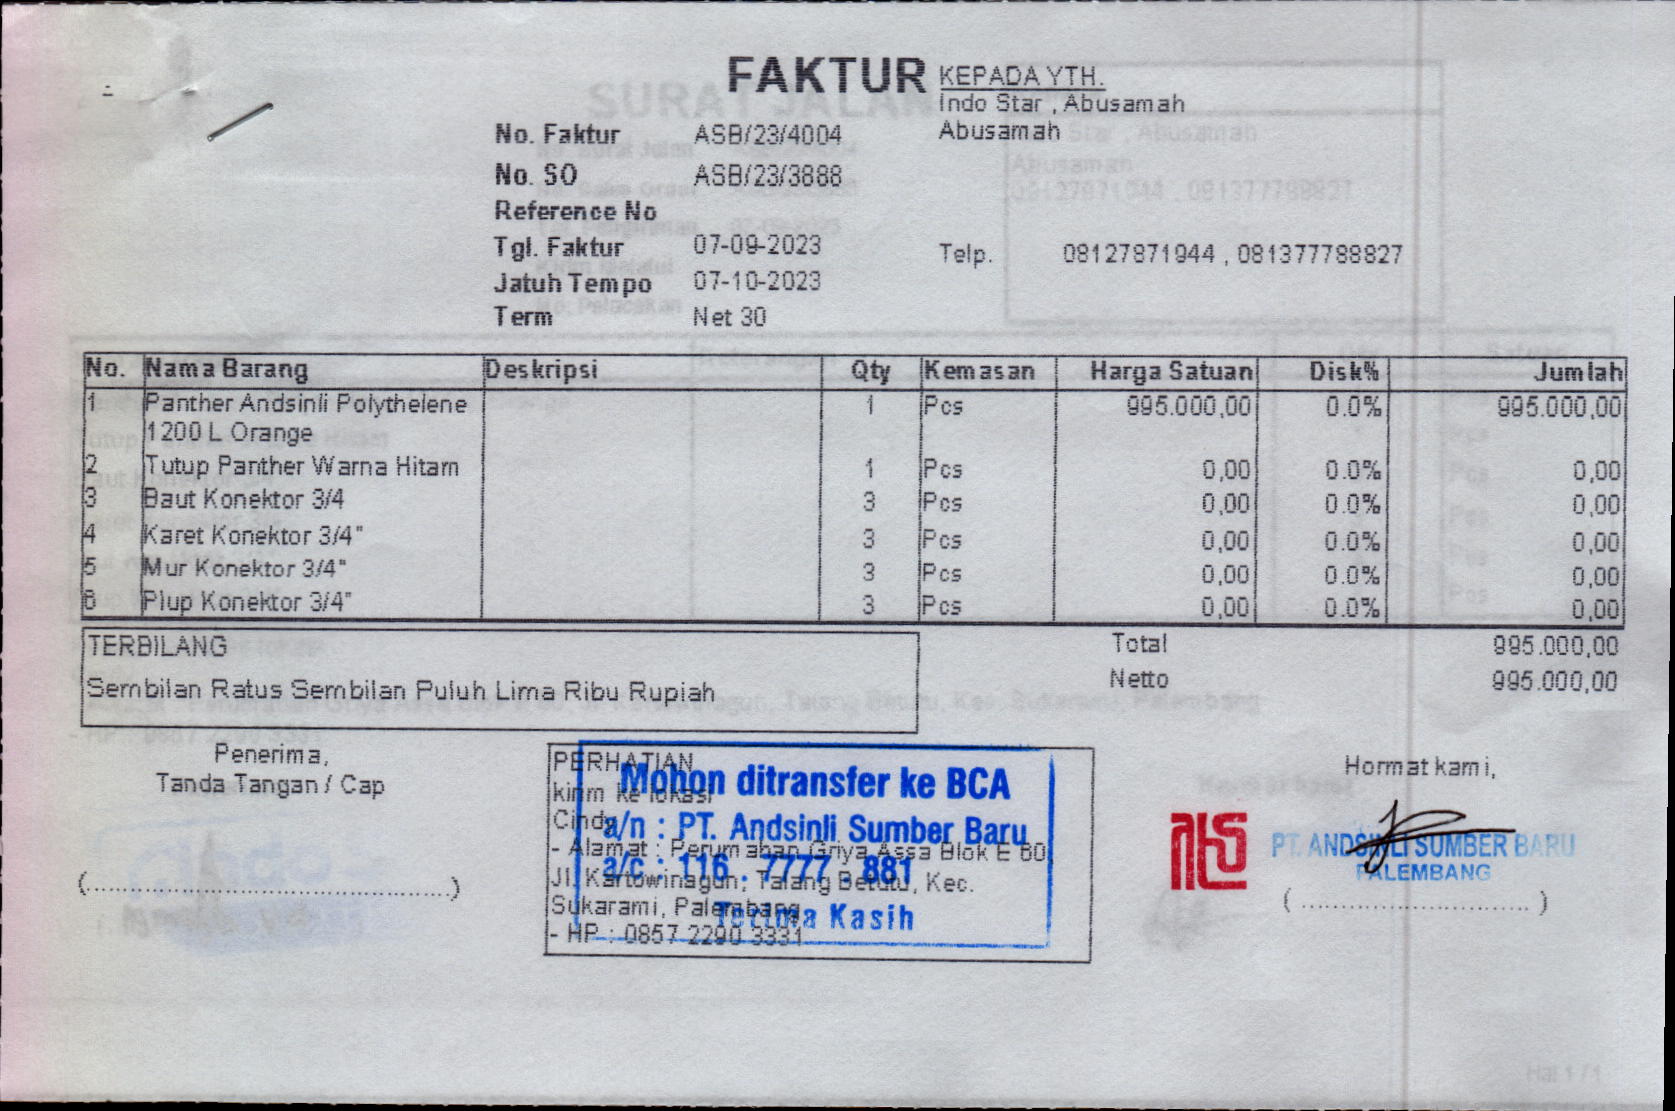 FAKTUR
KEPADA YTH.
Indo Star , Abusamah
Abusamah
No. Faktur ASB/23/4004
No. SO ASB/23/3888
Reference No
Tgl. Faktur 07-09-2023
Telp. 08127871944 , 081377788827
Jatuh Tempo 07-10-2023
Term Net 30
No. Nama Barang Deskripsi Qty Kemasan Harga Satuan Disk% Jumlah
1 Panther Andsinli Polythelene 1 Pcs 995.000,00 0.0% 995.000,00
1200 L Orange
2 Tutup Panther Warna Hitam 1 Pcs 0,00 0.0% 0,00
3 Baut Konektor 3/4 3 Pcs 0,00 0.0% 0,00
4 Karet Konektor 3/4" 3 Pcs 0,00 0.0% 0,00
5 Mur Konektor 3/4" 3 Pcs 0,00 0.0% 0,00
6 Plup Konektor 3/4" 3 Pcs 0,00 0.0% 0,00
TERBILANG
Sembilan Ratus Sembilan Puluh Lima Ribu Rupiah
Total 995.000,00
Netto 995.000,00
Penerima,
Tanda Tangan / Cap
(..................................................)
PERHATIAN
kirim ke lokasi
Cindy
- Alamat : Perumahan Griya Assa Blok E 60,
Jl. Kartowinagun, Talang Betutu, Kec.
Sukarami, Palembang
- HP : 0857 2290 3331
Mohon ditransfer ke BCA
a/n : PT. Andsinli Sumber Baru
a/c : 116 . 7777 . 881
Terima Kasih
Hormat kami,
PT. ANDSINLI SUMBER BARU
PALEMBANG
( ................................ )